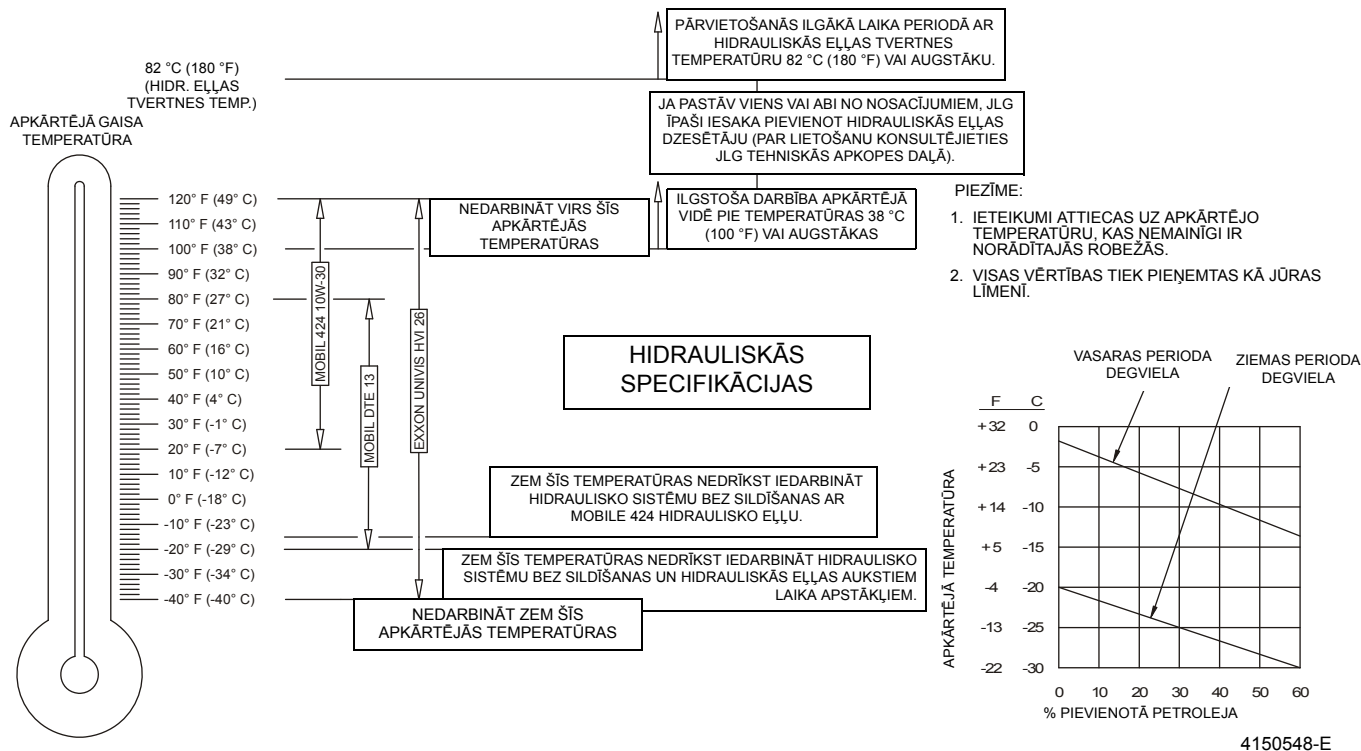 82 °C (180 °F)
(HIDR. EĻĻAS
TVERTNES TEMP.)
APKĀRTĒJĀ GAISA
TEMPERATŪRA
120° F (49° C)
110° F (43° C)
100° F (38° C)
90° F (32° C)
80° F (27° C)
70° F (21° C)
60° F (16° C)
50° F (10° C)
40° F (4° C)
30° F (-1° C)
20° F (-7° C)
10° F (-12° C)
0° F (-18° C)
-10° F (-23° C)
-20° F (-29° C)
-30° F (-34° C)
-40° F (-40° C)
MOBIL 424 10W-30
MOBIL DTE 13
EXXON UNIVIS HVI 26
PĀRVIETOŠANĀS ILGĀKĀ LAIKA PERIODĀ AR
HIDRAULISKĀS EĻĻAS TVERTNES
TEMPERATŪRU 82 °C (180 °F) VAI AUGSTĀKU.
JA PASTĀV VIENS VAI ABI NO NOSACĪJUMIEM, JLG
ĪPAŠI IESAKA PIEVIENOT HIDRAULISKĀS EĻĻAS
DZESĒTĀJU (PAR LIETOŠANU KONSULTĒJIETIES
JLG TEHNISKĀS APKOPES DAĻĀ).
NEDARBINĀT VIRS ŠĪS
APKĀRTĒJĀS
TEMPERATŪRAS
ILGSTOŠA DARBĪBA APKĀRTĒJĀ
VIDĒ PIE TEMPERATŪRAS 38 °C
(100 °F) VAI AUGSTĀKAS
PIEZĪME:
1. IETEIKUMI ATTIECAS UZ APKĀRTĒJO
TEMPERATŪRU, KAS NEMAINĪGI IR
NORĀDĪTAJĀS ROBEŽĀS.
2. VISAS VĒRTĪBAS TIEK PIEŅEMTAS KĀ JŪRAS
LĪMENĪ.
HIDRAULISKĀS
SPECIFIKĀCIJAS
ZEM ŠĪS TEMPERATŪRAS NEDRĪKST IEDARBINĀT
HIDRAULISKO SISTĒMU BEZ SILDĪŠANAS AR
MOBILE 424 HIDRAULISKO EĻĻU.
ZEM ŠĪS TEMPERATŪRAS NEDRĪKST IEDARBINĀT HIDRAULISKO
SISTĒMU BEZ SILDĪŠANAS UN HIDRAULISKĀS EĻĻAS AUKSTIEM
LAIKA APSTĀKĻIEM.
NEDARBINĀT ZEM ŠĪS
APKĀRTĒJĀS TEMPERATŪRAS
VASARAS PERIODA
DEGVIELA
ZIEMAS PERIODA
DEGVIELA
F C
+32 0
+23 -5
+14 -10
+5 -15
-4 -20
-13 -25
-22 -30
APKĀRTĒJĀ TEMPERATŪRA
0 10 20 30 40 50 60
% PIEVIENOTĀ PETROLEJA
4150548-E